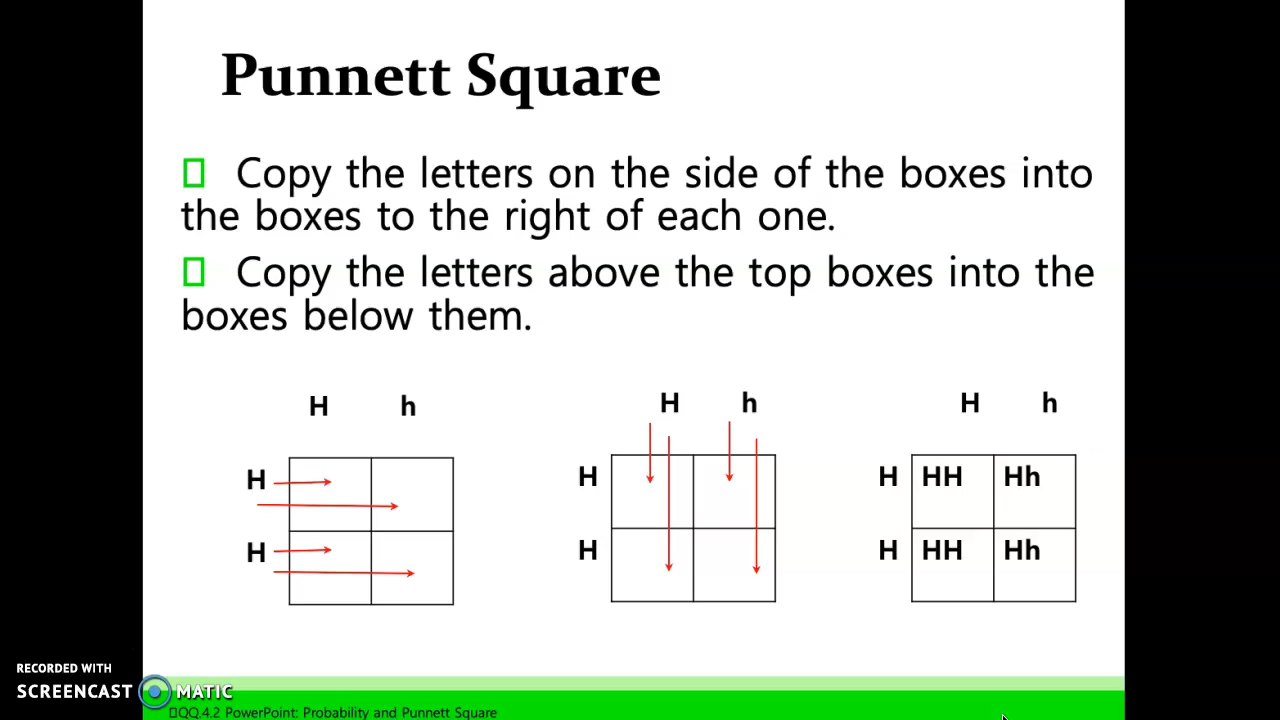 Punnett Square
Copy the letters on the side of the boxes into
the boxes to the right of each one.
Copy the letters above the top boxes into the
boxes below them.
H h
H
H
H h
H
H
H h
H HH Hh
H HH Hh
RECORDED WITH
SCREENCAST MATIC
QQ.4.2 PowerPoint: Probability and Punnett Square